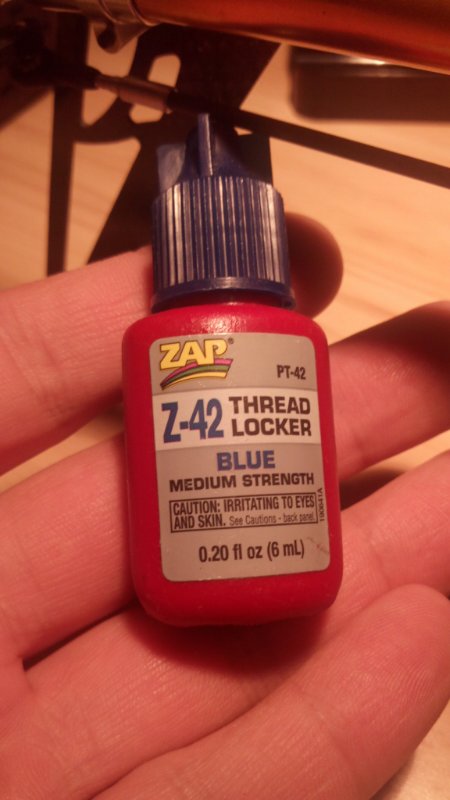 ZAP®
PT-42
Z-42 THREAD LOCKER
BLUE
MEDIUM STRENGTH
CAUTION: IRRITATING TO EYES
AND SKIN. See Cautions - back panel.
0.20 fl oz (6 mL)